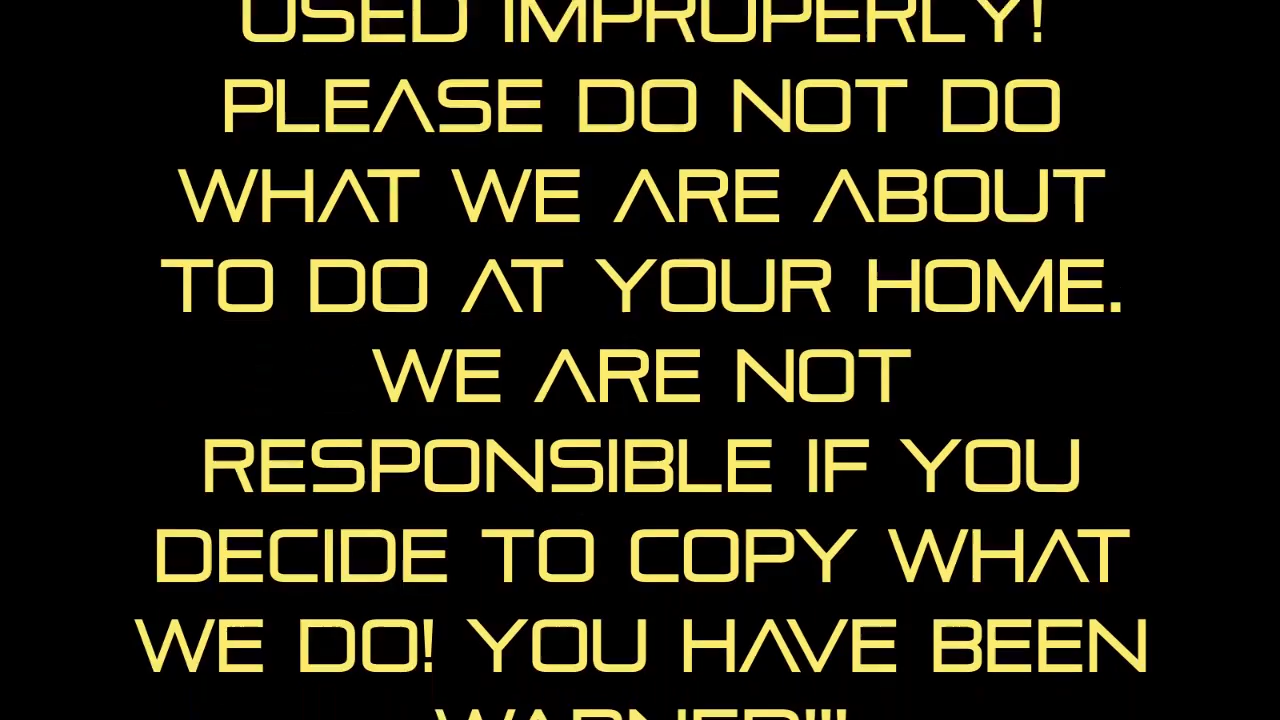 USED IMPROPERLY!
PLEASE DO NOT DO
WHAT WE ARE ABOUT
TO DO AT YOUR HOME.
WE ARE NOT
RESPONSIBLE IF YOU
DECIDE TO COPY WHAT
WE DO! YOU HAVE BEEN
WARNED!!!